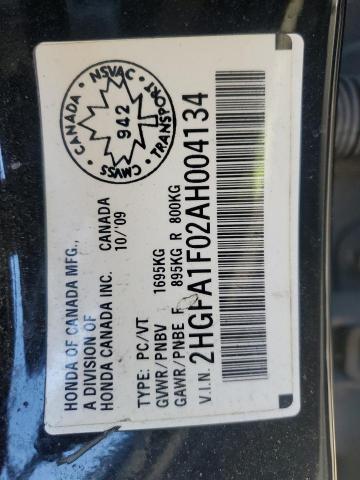 HONDA OF CANADA MFG.,
A DIVISION OF
HONDA CANADA INC. CANADA
10/'09
TYPE: PC/VT
GVWR/PNBV 1695KG
GAWR/PNBE F 895KG R 800KG
V.I.N. 2HGFA1F02AH004134
CANADA · NSVAC · TRANSPORT · CMVSS
942